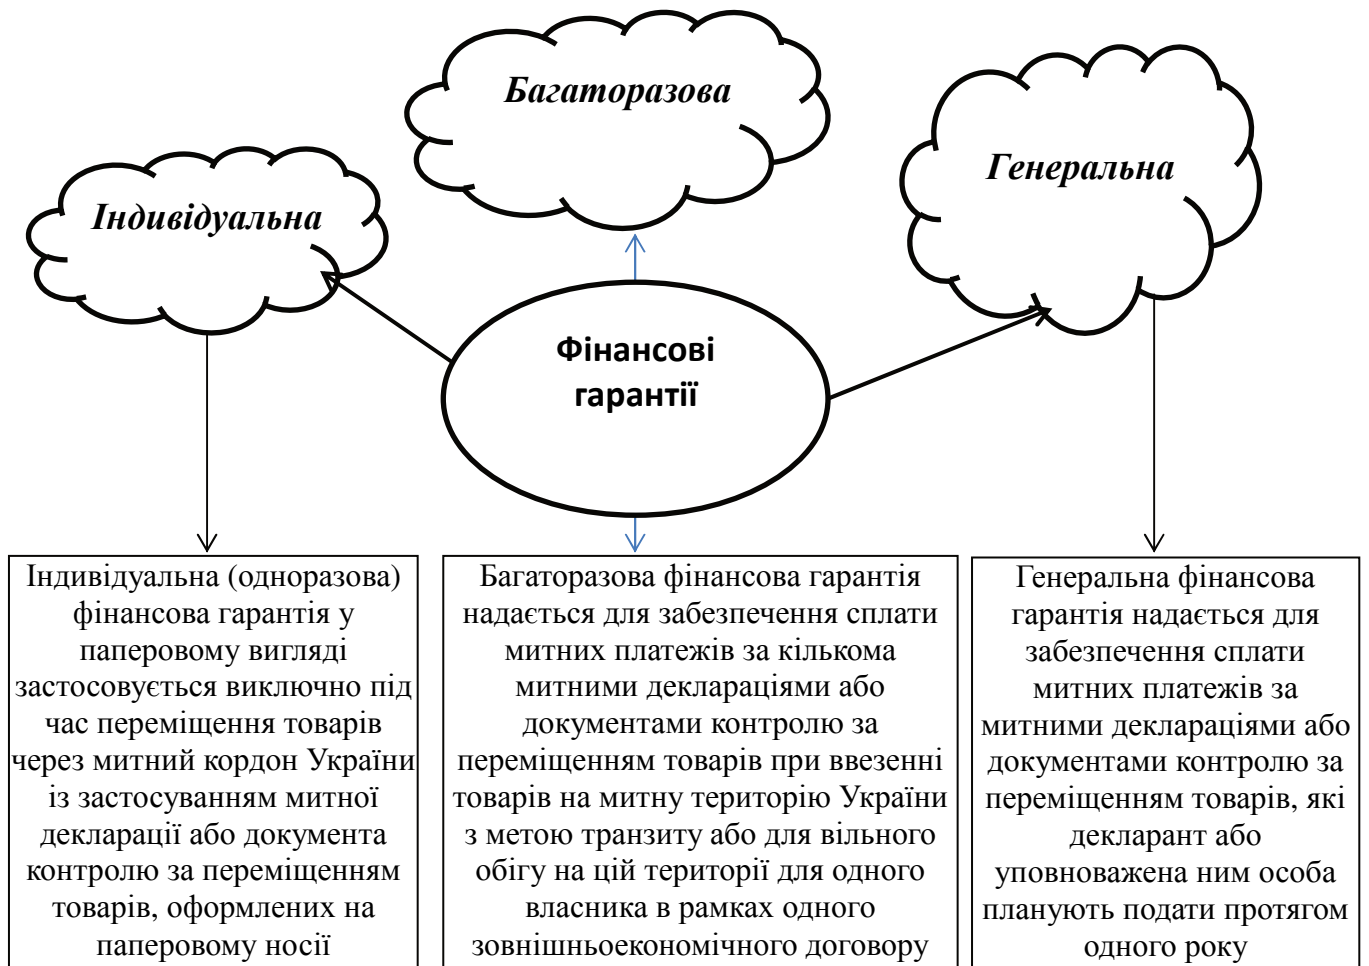 Багаторазова
Генеральна
Індивідуальна
Фінансові
гарантії
Індивідуальна (одноразова)
фінансова гарантія у
паперовому вигляді
застосовується виключно під
час переміщення товарів
через митний кордон України
із застосуванням митної
декларації або документа
контролю за переміщенням
товарів, оформлених на
паперовому носії
Багаторазова фінансова гарантія
надається для забезпечення сплати
митних платежів за кількома
митними деклараціями або
документами контролю за
переміщенням товарів при ввезенні
товарів на митну територію України
з метою транзиту або для вільного
обігу на цій території для одного
власника в рамках одного
зовнішньоекономічного договору
Генеральна фінансова
гарантія надається для
забезпечення сплати
митних платежів за
митними деклараціями або
документами контролю за
переміщенням товарів, які
декларант або
уповноважена ним особа
планують подати протягом
одного року